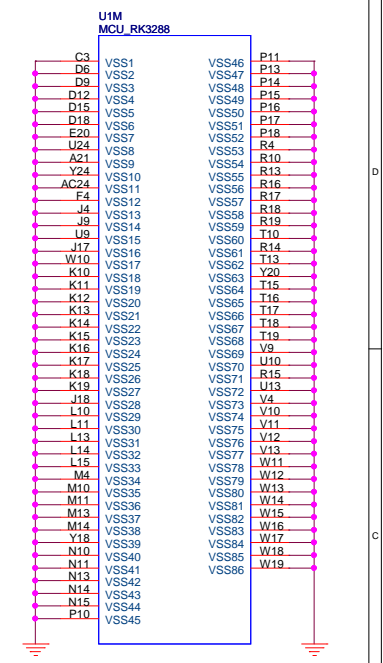 U1M
MCU_RK3288
C3 VSS1 VSS46 P11
D6 VSS2 VSS47 P13
D9 VSS3 VSS48 P14
D12 VSS4 VSS49 P15
D15 VSS5 VSS50 P16
D18 VSS6 VSS51 P17
E20 VSS7 VSS52 P18
U24 VSS8 VSS53 R4
A21 VSS9 VSS54 R10
Y24 VSS10 VSS55 R13
AC24 VSS11 VSS56 R16
F4 VSS12 VSS57 R17
J4 VSS13 VSS58 R18
J9 VSS14 VSS59 R19
U9 VSS15 VSS60 T10
J17 VSS16 VSS61 R14
W10 VSS17 VSS62 T13
K10 VSS18 VSS63 Y20
K11 VSS19 VSS64 T15
K12 VSS20 VSS65 T16
K13 VSS21 VSS66 T17
K14 VSS22 VSS67 T18
K15 VSS23 VSS68 T19
K16 VSS24 VSS69 V9
K17 VSS25 VSS70 U10
K18 VSS26 VSS71 R15
K19 VSS27 VSS72 U13
J18 VSS28 VSS73 V4
L10 VSS29 VSS74 V10
L11 VSS30 VSS75 V11
L13 VSS31 VSS76 V12
L14 VSS32 VSS77 V13
L15 VSS33 VSS78 W11
M4 VSS34 VSS79 W12
M10 VSS35 VSS80 W13
M11 VSS36 VSS81 W14
M13 VSS37 VSS82 W15
M14 VSS38 VSS83 W16
Y18 VSS39 VSS84 W17
N10 VSS40 VSS85 W18
N11 VSS41 VSS86 W19
N13 VSS42
N14 VSS43
N15 VSS44
P10 VSS45
D
C